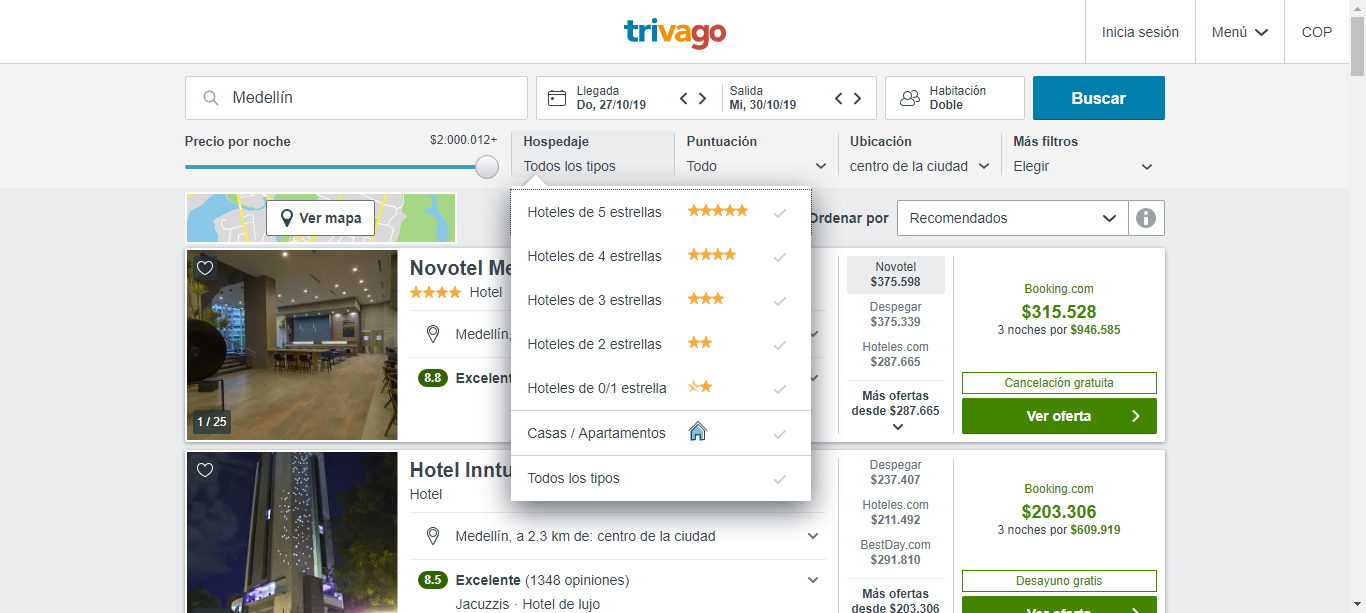 trivago
Inicia sesión
Menú
COP
Medellín
Llegada
Do, 27/10/19
Salida
Mi, 30/10/19
Habitación
Doble
Buscar
Precio por noche
$2.000.012+
Hospedaje
Todos los tipos
Puntuación
Todo
Ubicación
centro de la ciudad
Más filtros
Elegir
Ver mapa
Ordenar por
Recomendados
Hoteles de 5 estrellas
Hoteles de 4 estrellas
Hoteles de 3 estrellas
Hoteles de 2 estrellas
Hoteles de 0/1 estrella
Casas / Apartamentos
Todos los tipos
Novotel Me
Hotel
Medellín,
8.8 Excelent
1 / 25
Novotel
$375.598
Despegar
$375.339
Hoteles.com
$287.665
Más ofertas
desde $287.665
Booking.com
$315.528
3 noches por $946.585
Cancelación gratuita
Ver oferta
Hotel Inntu
Hotel
Medellín, a 2.3 km de: centro de la ciudad
8.5 Excelente (1348 opiniones)
Jacuzzis · Hotel de lujo
Despegar
$237.407
Hoteles.com
$211.492
BestDay.com
$291.810
Más ofertas
desde $203.306
Booking.com
$203.306
3 noches por $609.919
Desayuno gratis
Ver oferta